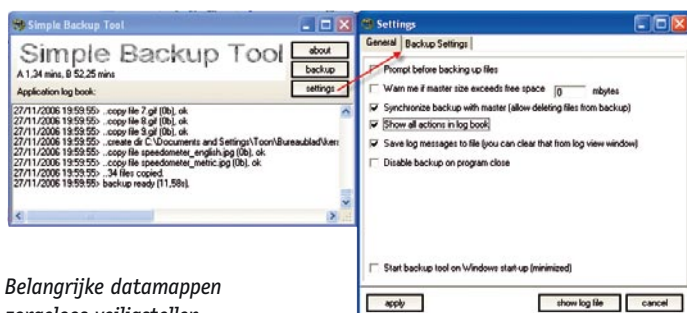 Simple Backup Tool
Simple Backup Tool
A 1,34 mins, B 52,25 mins
about
backup
settings
Application log book:
27/11/2006 19:59:55> ..copy file 7.gif (0b), ok.
27/11/2006 19:59:55> ..copy file 8.gif (0b), ok.
27/11/2006 19:59:55> ..copy file 9.gif (0b), ok.
27/11/2006 19:59:55> ..create dir C:\Documents and Settings\Toon\Bureaublad\kers
27/11/2006 19:59:55> ..copy file speedometer_english.jpg (0b), ok.
27/11/2006 19:59:55> ..copy file speedometer_metric.jpg (0b), ok.
27/11/2006 19:59:55> ..34 files copied.
27/11/2006 19:59:55> backup ready (11,58s).
Settings
General
Backup Settings
Prompt before backing up files
Warn me if master size exceeds free space 0 mbytes
Synchronize backup with master (allow deleting files from backup)
Show all actions in log book
Save log messages to file (you can clear that from log view window)
Disable backup on program close
Start backup tool on Windows start-up (minimized)
apply
show log file
cancel
Belangrijke datamappen
zorgeloos veiligstellen